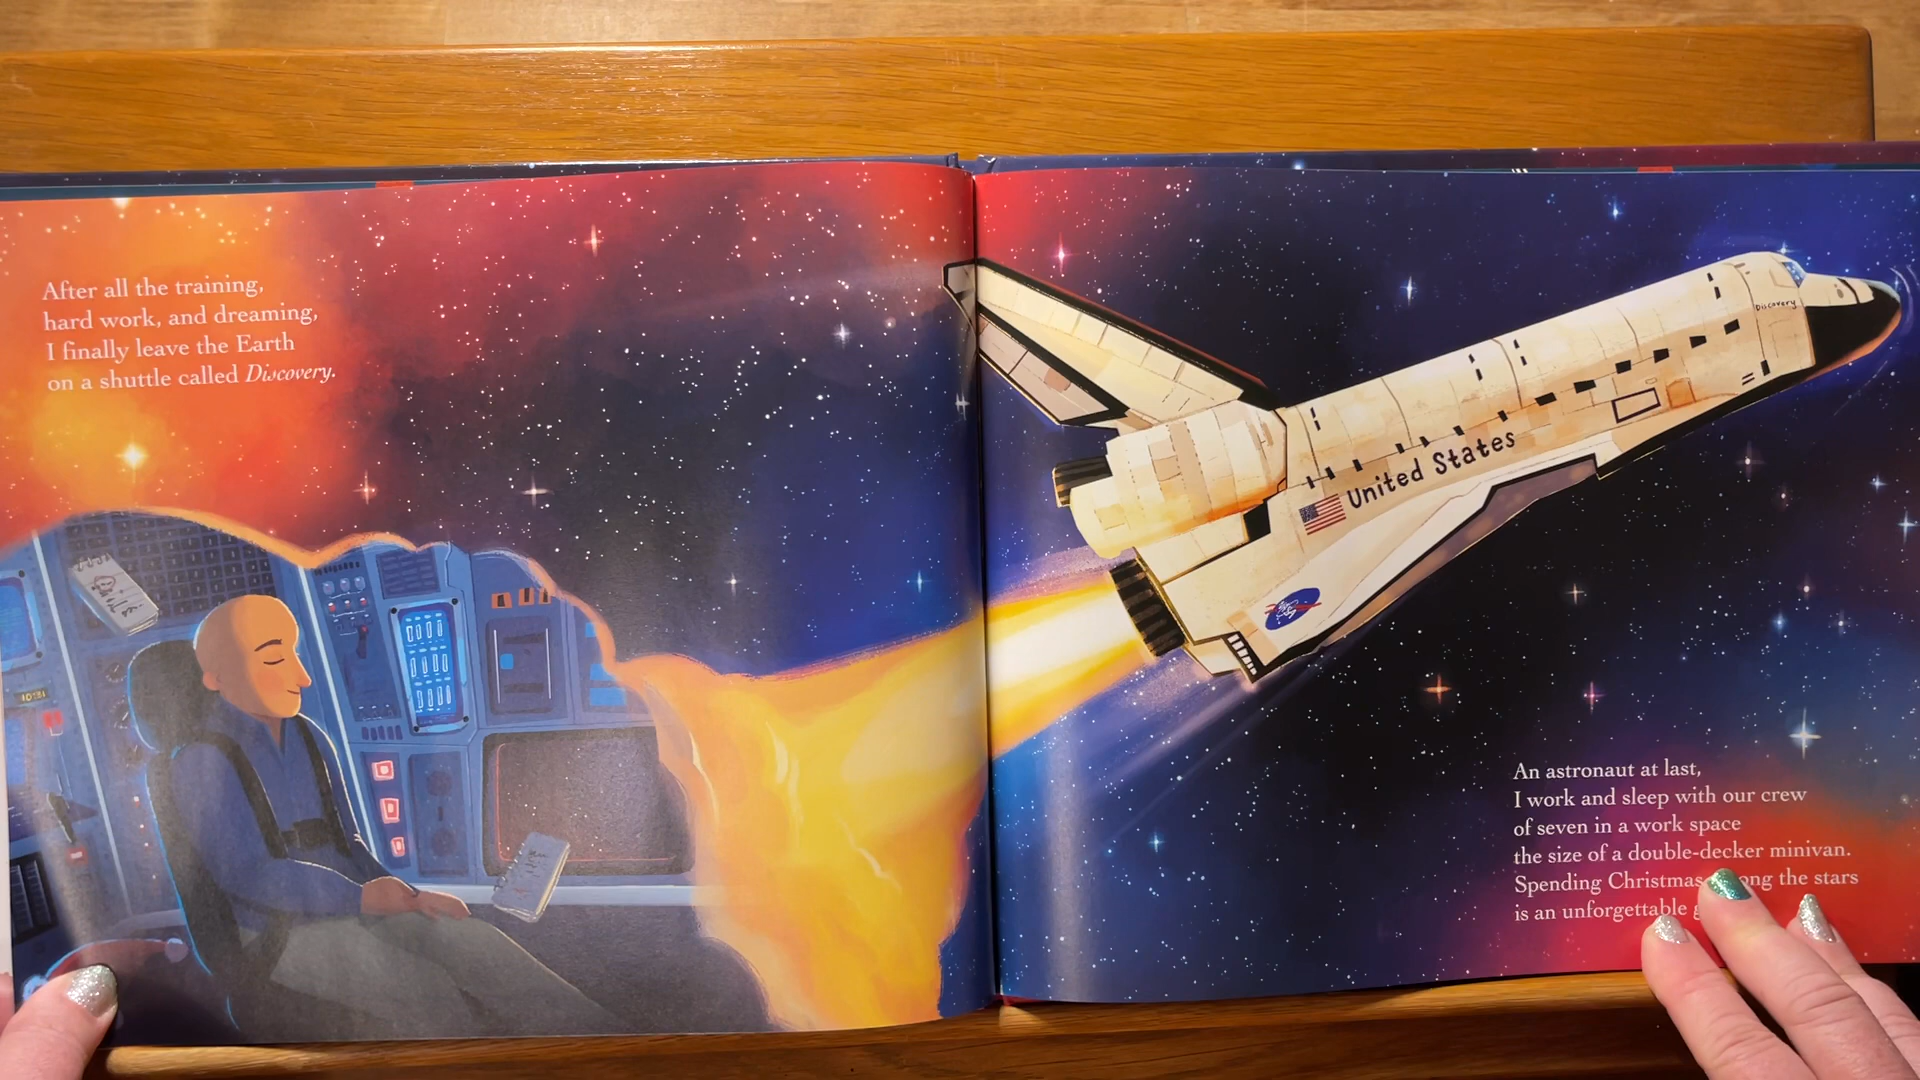 After all the training,
hard work, and dreaming,
I finally leave the Earth
on a shuttle called Discovery.
Discovery
United States
An astronaut at last,
I work and sleep with our crew
of seven in a work space
the size of a double-decker minivan.
Spending Christmas the stars
is an unforgettable